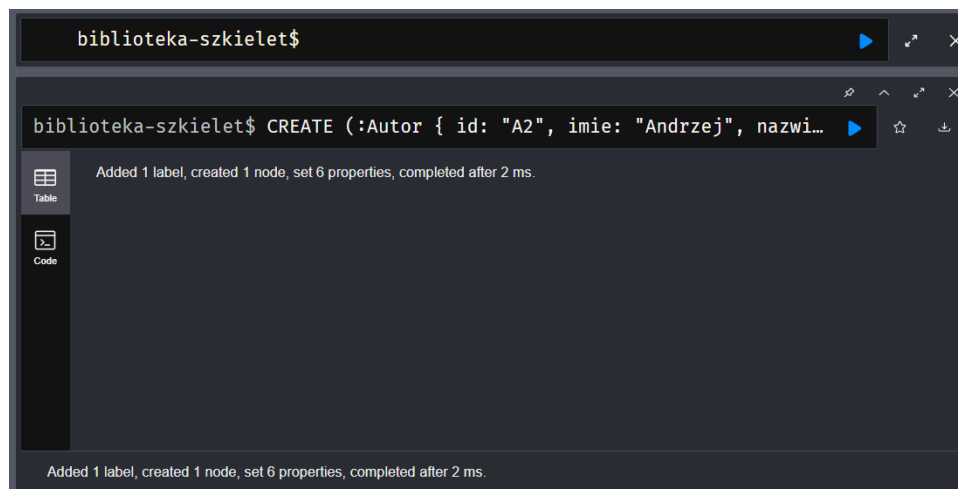 biblioteka-szkielet$
biblioteka-szkielet$ CREATE (:Autor { id: "A2", imie: "Andrzej", nazwi…
Added 1 label, created 1 node, set 6 properties, completed after 2 ms.
Table
Code
Added 1 label, created 1 node, set 6 properties, completed after 2 ms.